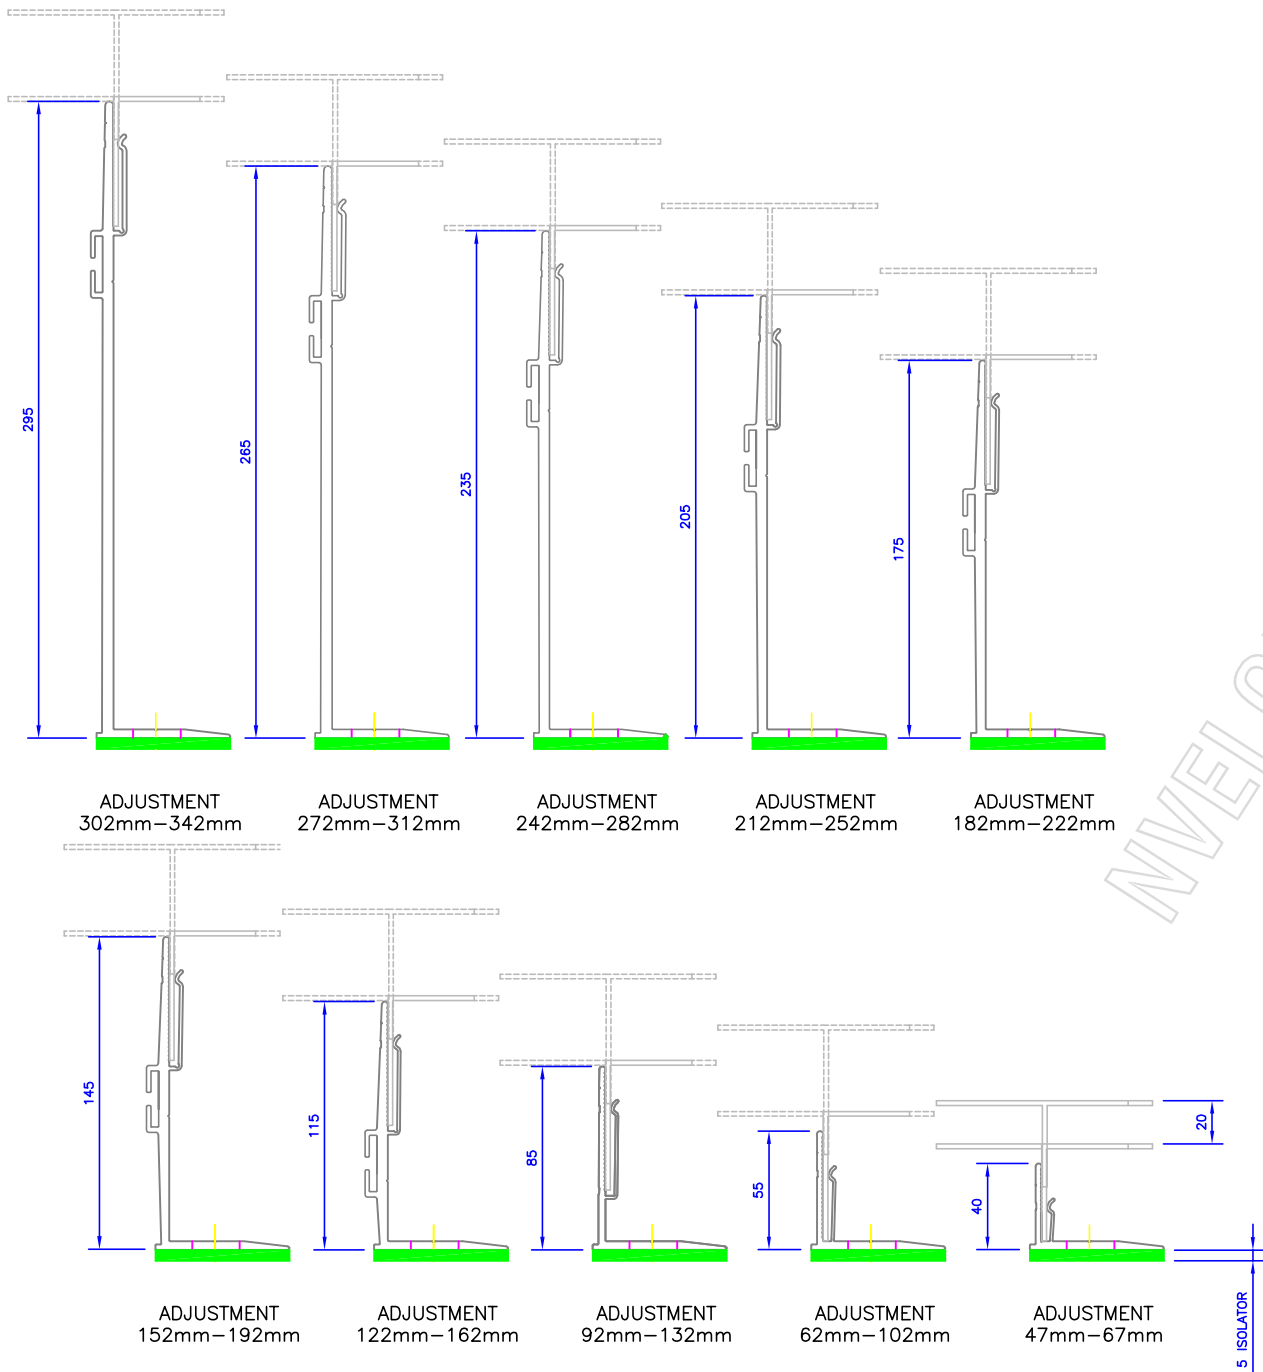 295
265
235
205
175
ADJUSTMENT
302mm-342mm
ADJUSTMENT
272mm-312mm
ADJUSTMENT
242mm-282mm
ADJUSTMENT
212mm-252mm
ADJUSTMENT
182mm-222mm
NVELO
145
115
85
55
40
20
5 ISOLATOR
ADJUSTMENT
152mm-192mm
ADJUSTMENT
122mm-162mm
ADJUSTMENT
92mm-132mm
ADJUSTMENT
62mm-102mm
ADJUSTMENT
47mm-67mm